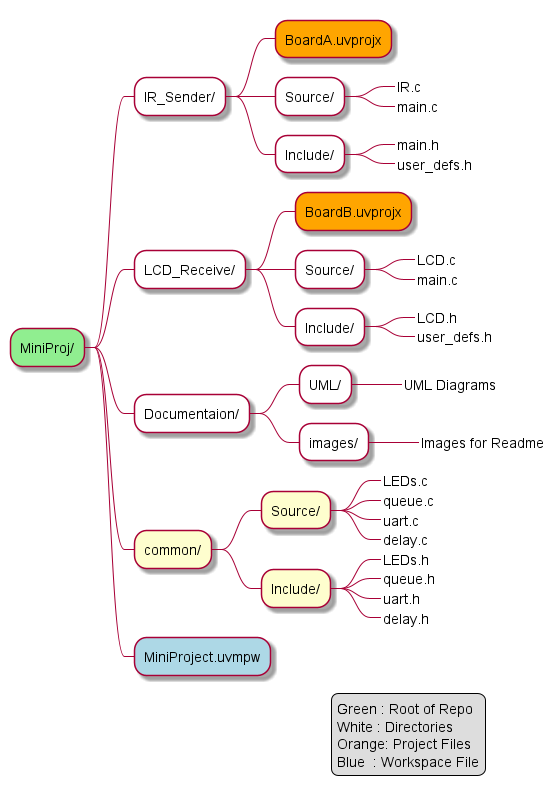 MiniProj/
IR_Sender/
BoardA.uvprojx
Source/
IR.c
main.c
Include/
main.h
user_defs.h
LCD_Receive/
BoardB.uvprojx
Source/
LCD.c
main.c
Include/
LCD.h
user_defs.h
Documentaion/
UML/
UML Diagrams
images/
Images for Readme
common/
Source/
LEDs.c
queue.c
uart.c
delay.c
Include/
LEDs.h
queue.h
uart.h
delay.h
MiniProject.uvmpw
Green : Root of Repo
White : Directories
Orange: Project Files
Blue  : Workspace File